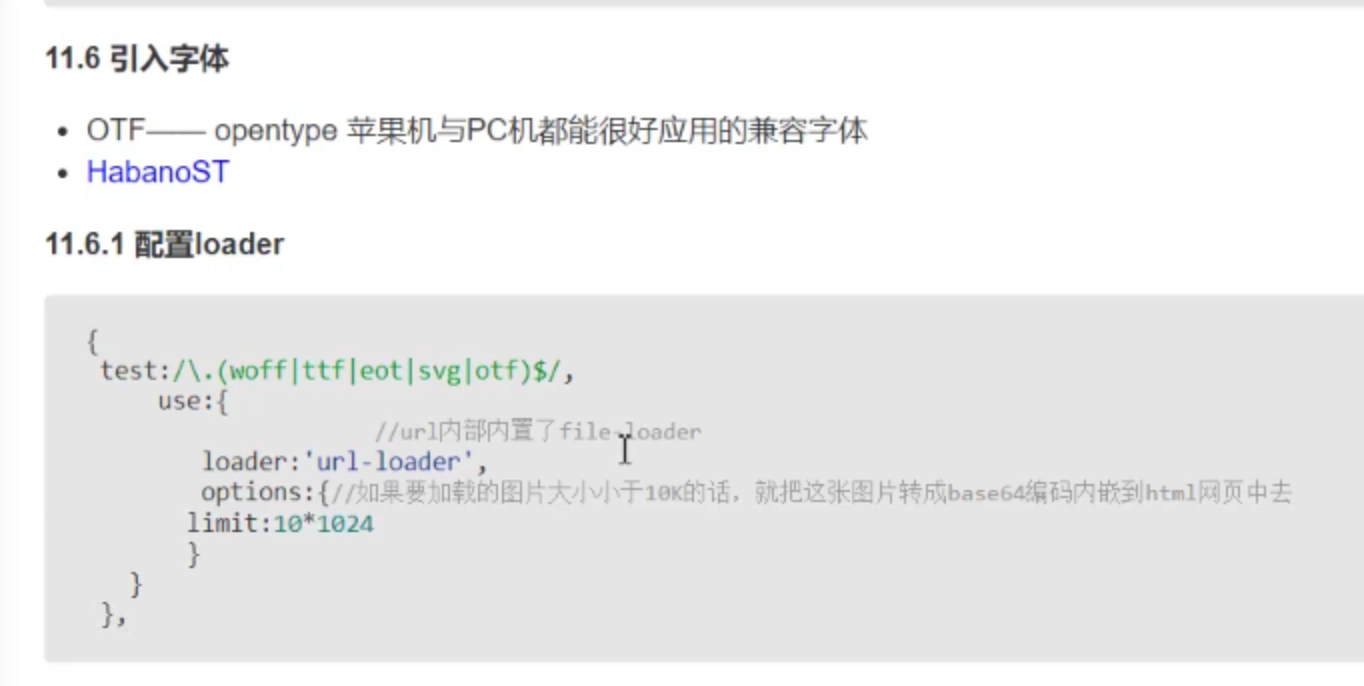 11.6 引入字体
• OTF—— opentype 苹果机与PC机都能很好应用的兼容字体
• HabanoST
11.6.1 配置loader
{
test:/\.(woff|ttf|eot|svg|otf)$/,
use:{
//url内部内置了file-loader
loader:'url-loader',
options:{//如果要加载的图片大小小于10K的话，就把这张图片转成base64编码内嵌到html网页中去
limit:10*1024
}
}
},